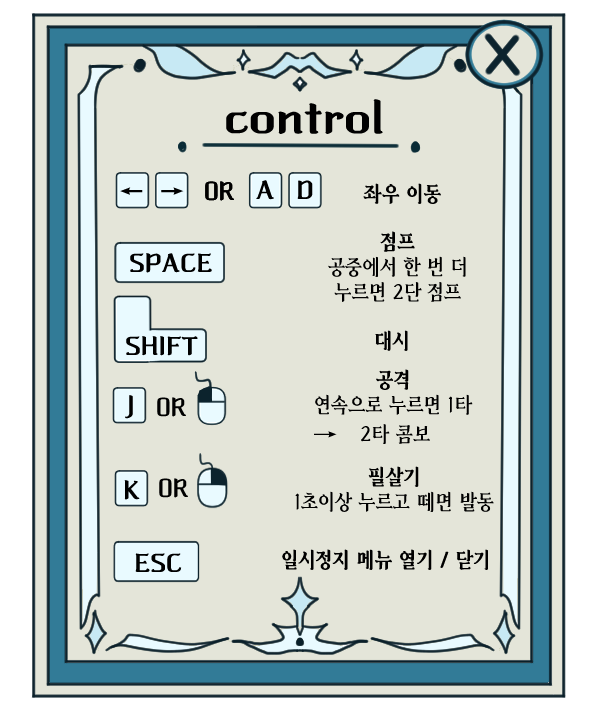 X
control
← → OR A D 좌우 이동
SPACE 점프
공중에서 한 번 더
누르면 2단 점프
SHIFT 대시
J OR 공격
연속으로 누르면 1타
→ 2타 콤보
K OR 필살기
1초이상 누르고 떼면 발동
ESC 일시정지 메뉴 열기 / 닫기